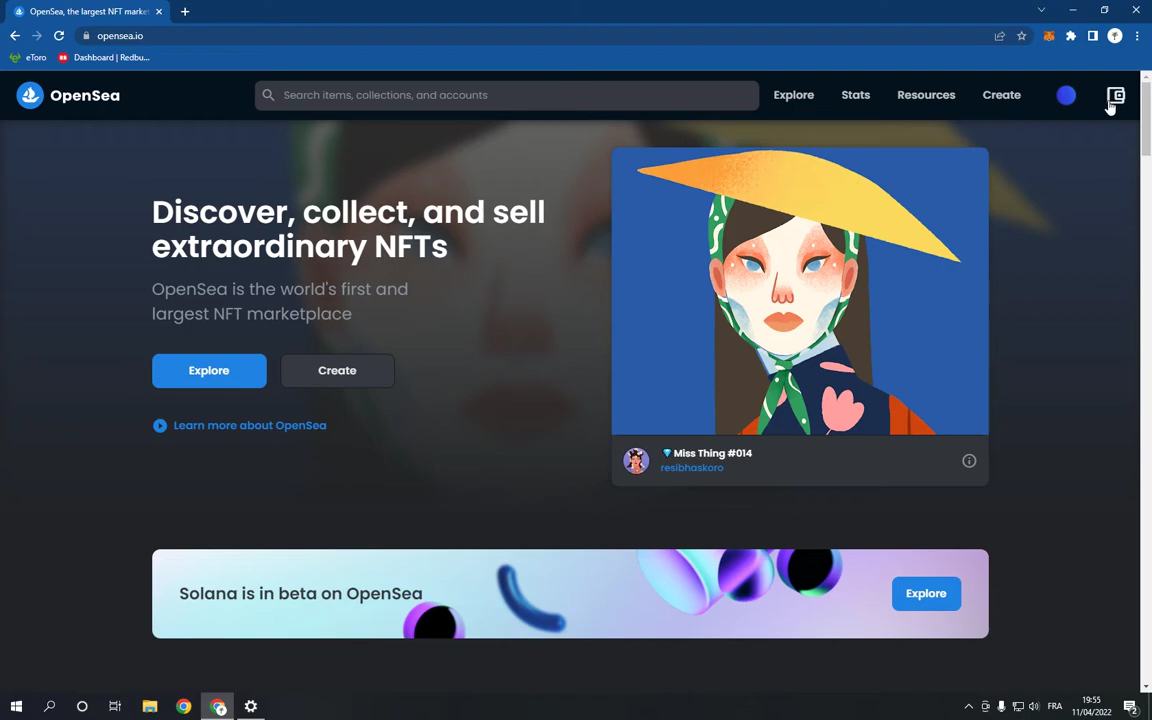 OpenSea, the largest NFT marke
opensea.io
eToro
Dashboard | Redbu...
OpenSea
Search items, collections, and accounts
Explore
Stats
Resources
Create
Discover, collect, and sell
extraordinary NFTs
OpenSea is the world's first and
largest NFT marketplace
Explore
Create
Learn more about OpenSea
Miss Thing #014
resibhaskoro
Solana is in beta on OpenSea
Explore
19:55
FRA
11/04/2022
2